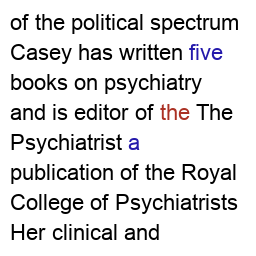 of the political spectrum
Casey has written five
books on psychiatry
and is editor of the The
Psychiatrist a
publication of the Royal
College of Psychiatrists
Her clinical and